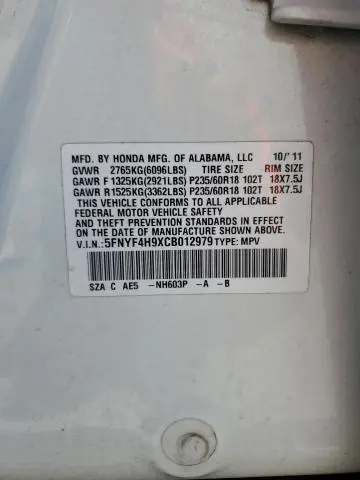 MFD. BY HONDA MFG. OF ALABAMA, LLC 10/'11
GVWR 2765KG(6096LBS) TIRE SIZE RIM SIZE
GAWR F 1325KG(2921LBS) P235/60R18 102T 18X7.5J
GAWR R 1525KG(3362LBS) P235/60R18 102T 18X7.5J
THIS VEHICLE CONFORMS TO ALL APPLICABLE
FEDERAL MOTOR VEHICLE SAFETY
AND THEFT PREVENTION STANDARDS IN EFFECT
ON THE DATE OF MANUFACTURE SHOWN ABOVE.
V.I.N.: 5FNYF4H9XCB012979 TYPE: MPV
SZA C AE5 -NH603P -A -B